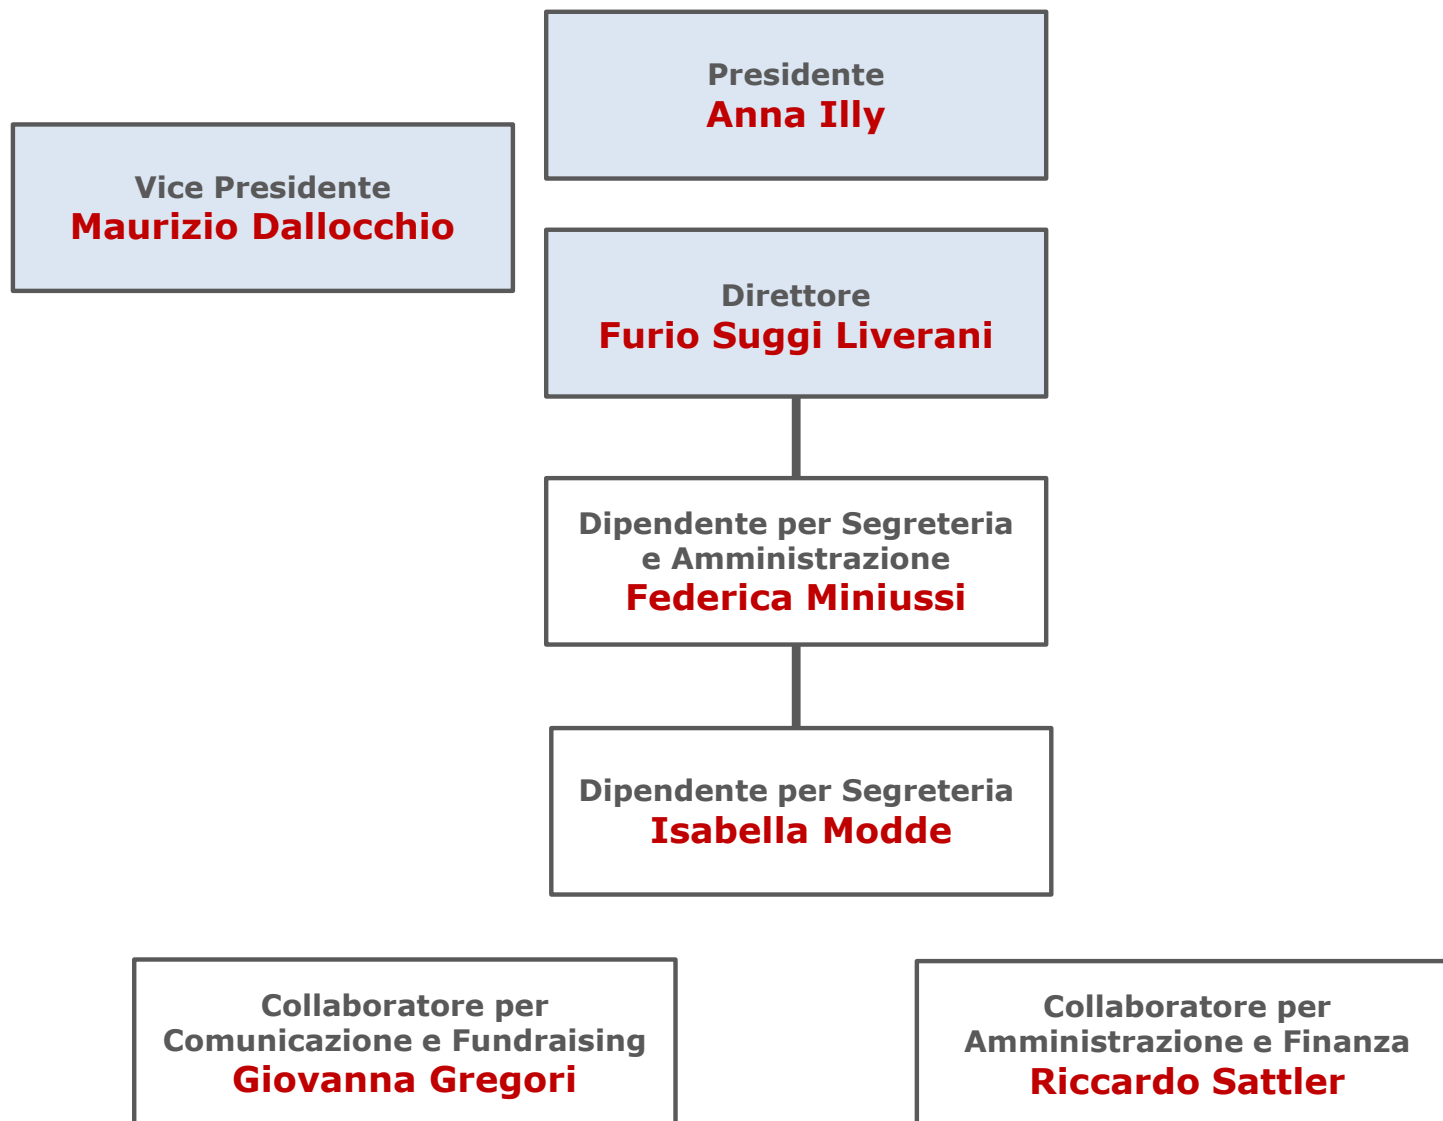 Presidente
Anna Illy
Vice Presidente
Maurizio Dallocchio
Direttore
Furio Suggi Liverani
Dipendente per Segreteria
e Amministrazione
Federica Miniussi
Dipendente per Segreteria
Isabella Modde
Collaboratore per
Comunicazione e Fundraising
Giovanna Gregori
Collaboratore per
Amministrazione e Finanza
Riccardo Sattler